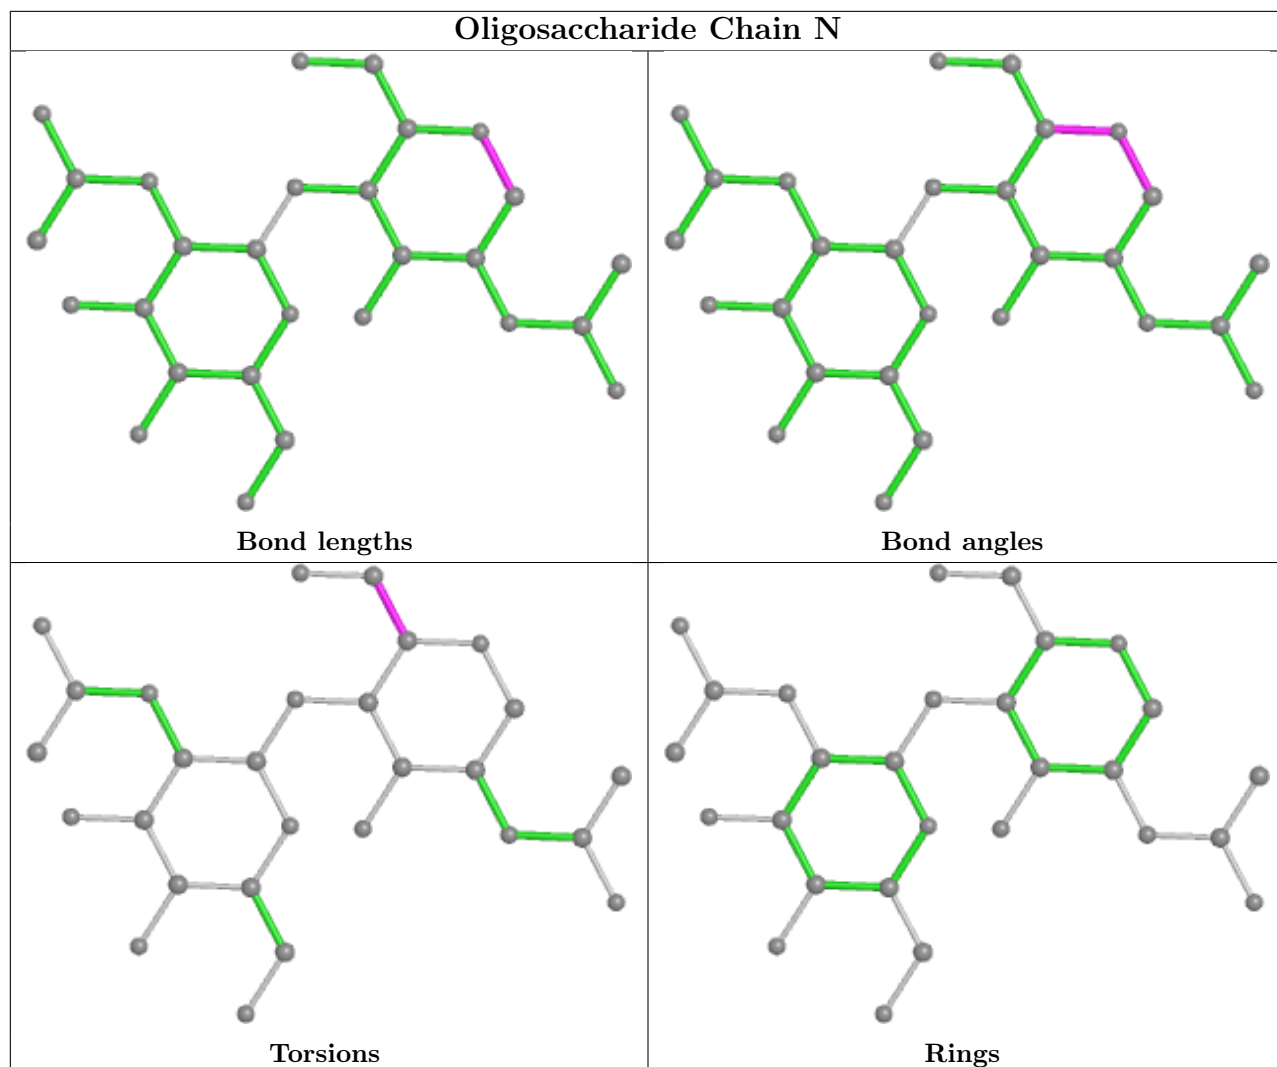 Oligosaccharide Chain N
Bond lengths
Bond angles
Torsions
Rings